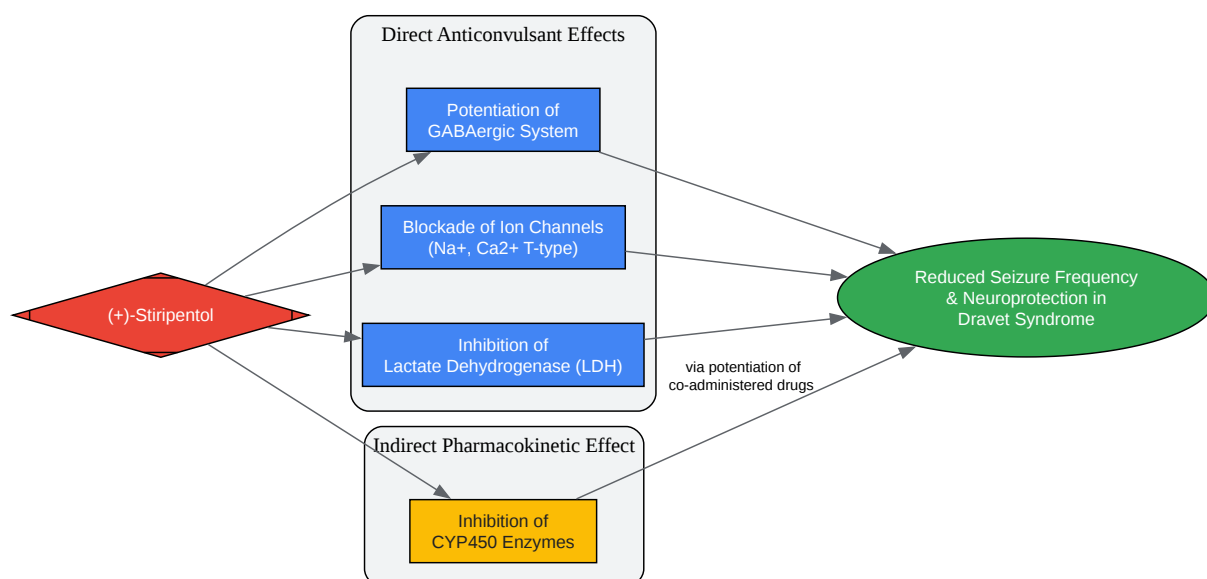 Direct Anticonvulsant Effects
Potentiation of
GABAergic System
Blockade of Ion Channels
(Na+, Ca2+ T-type)
(+)-Stiripentol
Inhibition of
Lactate Dehydrogenase (LDH)
Reduced Seizure Frequency
& Neuroprotection in
Dravet Syndrome
via potentiation of
co-administered drugs
Indirect Pharmacokinetic Effect
Inhibition of
CYP450 Enzymes